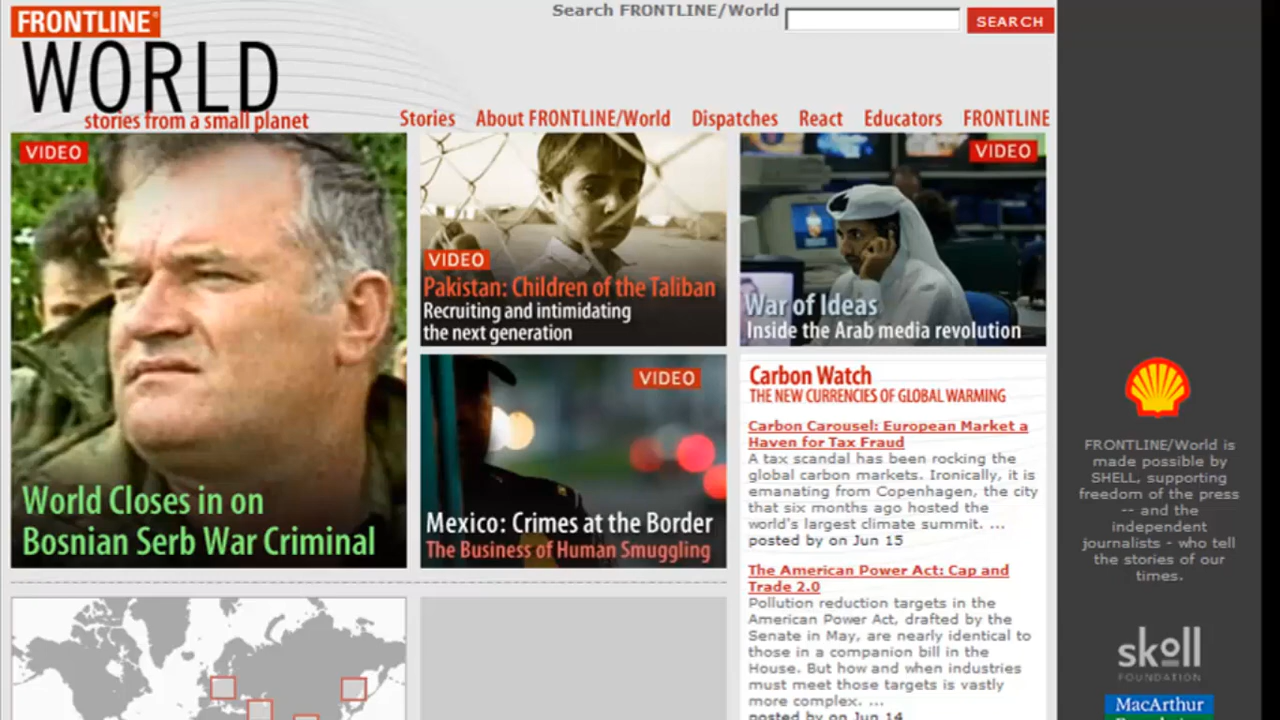 FRONTLINE
WORLD
stories from a small planet
Search FRONTLINE/World
SEARCH
Stories About FRONTLINE/World Dispatches React Educators FRONTLINE
VIDEO
World Closes in on
Bosnian Serb War Criminal
VIDEO
Pakistan: Children of the Taliban
Recruiting and intimidating
the next generation
VIDEO
War of Ideas
Inside the Arab media revolution
VIDEO
Mexico: Crimes at the Border
The Business of Human Smuggling
Carbon Watch
THE NEW CURRENCIES OF GLOBAL WARMING
Carbon Carousel: European Market a
Haven for Tax Fraud
A tax scandal has been rocking the
global carbon markets. Ironically, it is
emanating from Copenhagen, the city
that six months ago hosted the
world's largest climate summit. ...
posted by on Jun 15
The American Power Act: Cap and
Trade 2.0
Pollution reduction targets in the
American Power Act, drafted by the
Senate in May, are nearly identical to
those in a companion bill in the
House. But how and when industries
must meet those targets is vastly
more complex. ...
posted by on Jun 14
FRONTLINE/World is
made possible by
SHELL, supporting
freedom of the press
-- and the
independent
journalists - who tell
the stories of our
times.
skoll
FOUNDATION
MacArthur